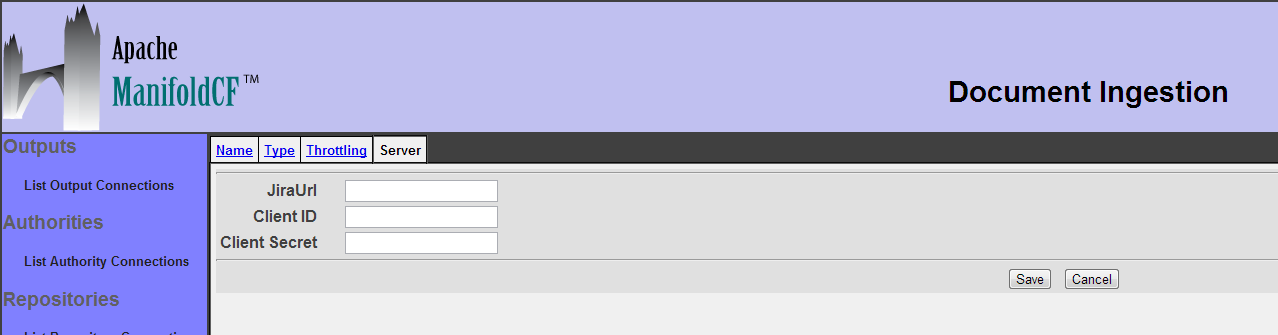 Apache
ManifoldCF™
Document Ingestion
Outputs
List Output Connections
Authorities
List Authority Connections
Repositories
Name Type Throttling Server
JiraUrl
Client ID
Client Secret
Save Cancel